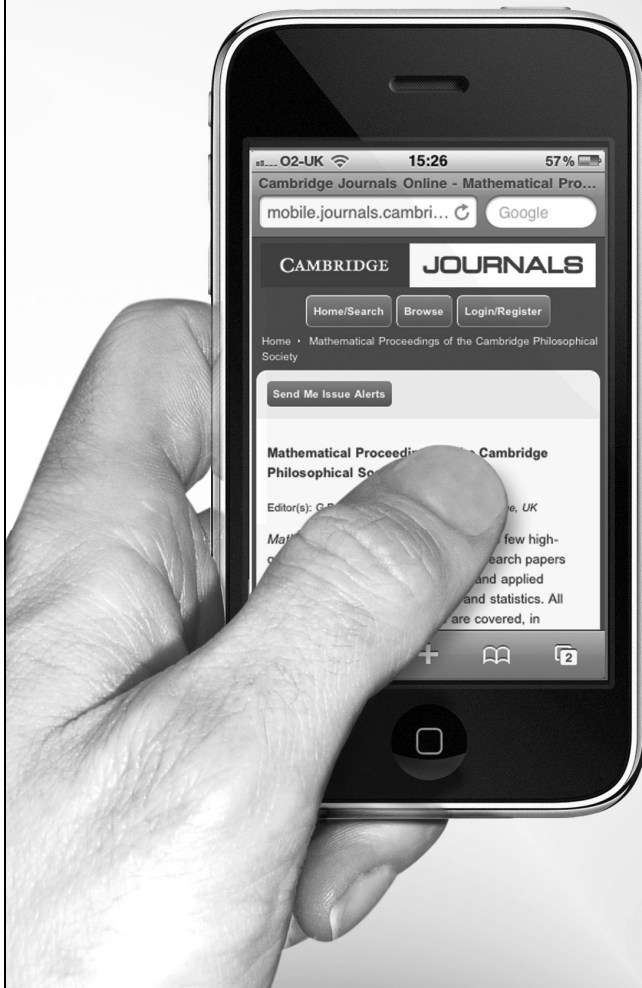 O2-UK 15:26 57%
Cambridge Journals Online - Mathematical Pro...
mobile.journals.cambri... Google
CAMBRIDGE JOURNALS
Home/Search Browse Login/Register
Home • Mathematical Proceedings of the Cambridge Philosophical
Society
Send Me Issue Alerts
Mathematical Cambridge
Philosophical
Editor(s): UK
few high-
earch papers
and applied
and statistics. All
are covered, in
2